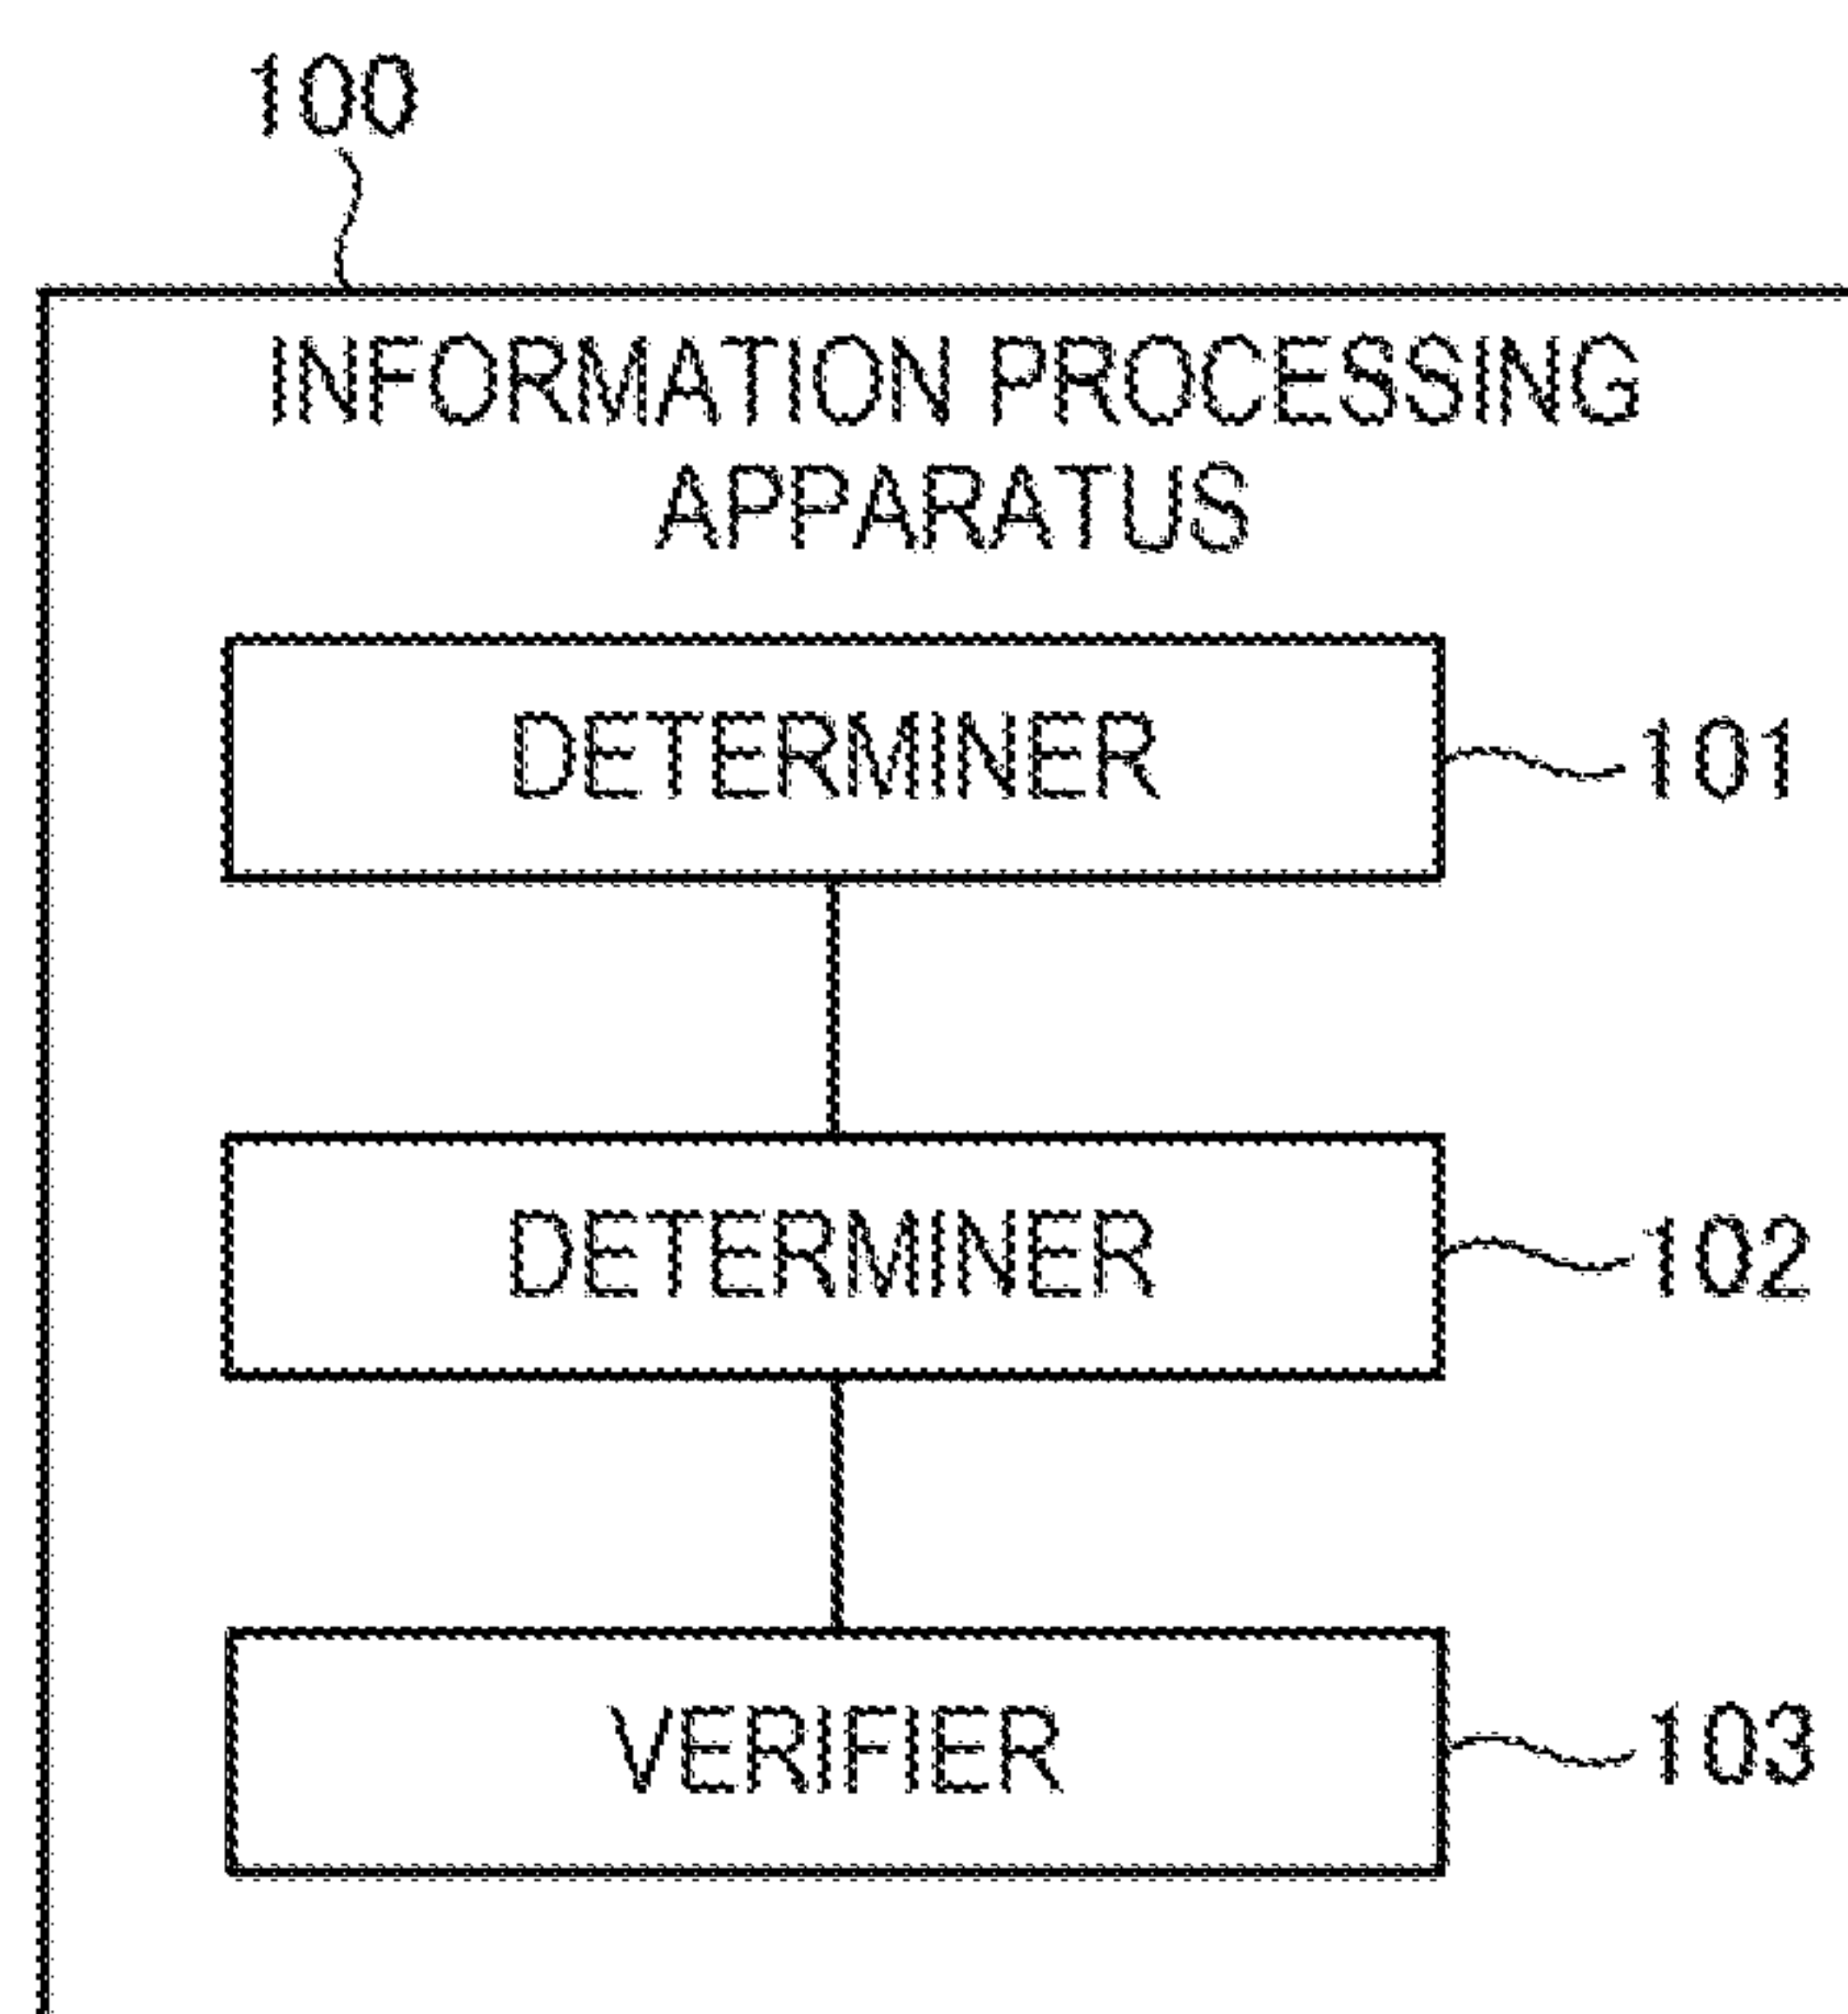 100
INFORMATION PROCESSING
APPARATUS
DETERMINER
101
DETERMINER
102
VERIFIER
103